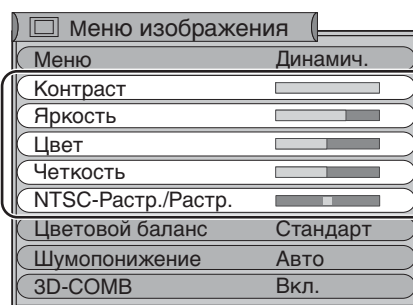 Меню изображения
Меню Динамич.
Контраст
Яркость
Цвет
Четкость
NTSC-Растр./Растр.
Цветовой баланс Стандарт
Шумопонижение Авто
3D-COMB Вкл.